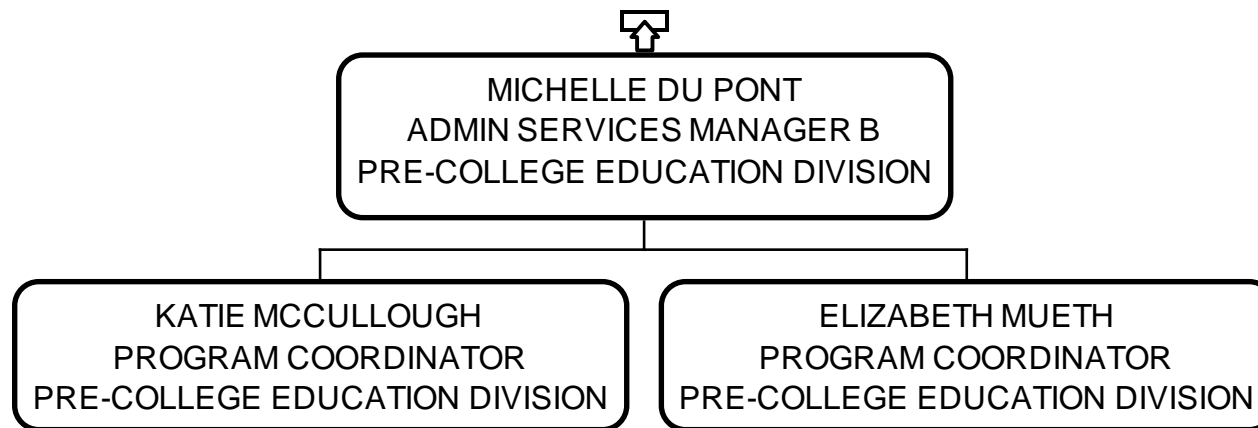 MICHELLE DU PONT
ADMIN SERVICES MANAGER B
PRE-COLLEGE EDUCATION DIVISION
KATIE MCCULLOUGH
PROGRAM COORDINATOR
PRE-COLLEGE EDUCATION DIVISION
ELIZABETH MUETH
PROGRAM COORDINATOR
PRE-COLLEGE EDUCATION DIVISION